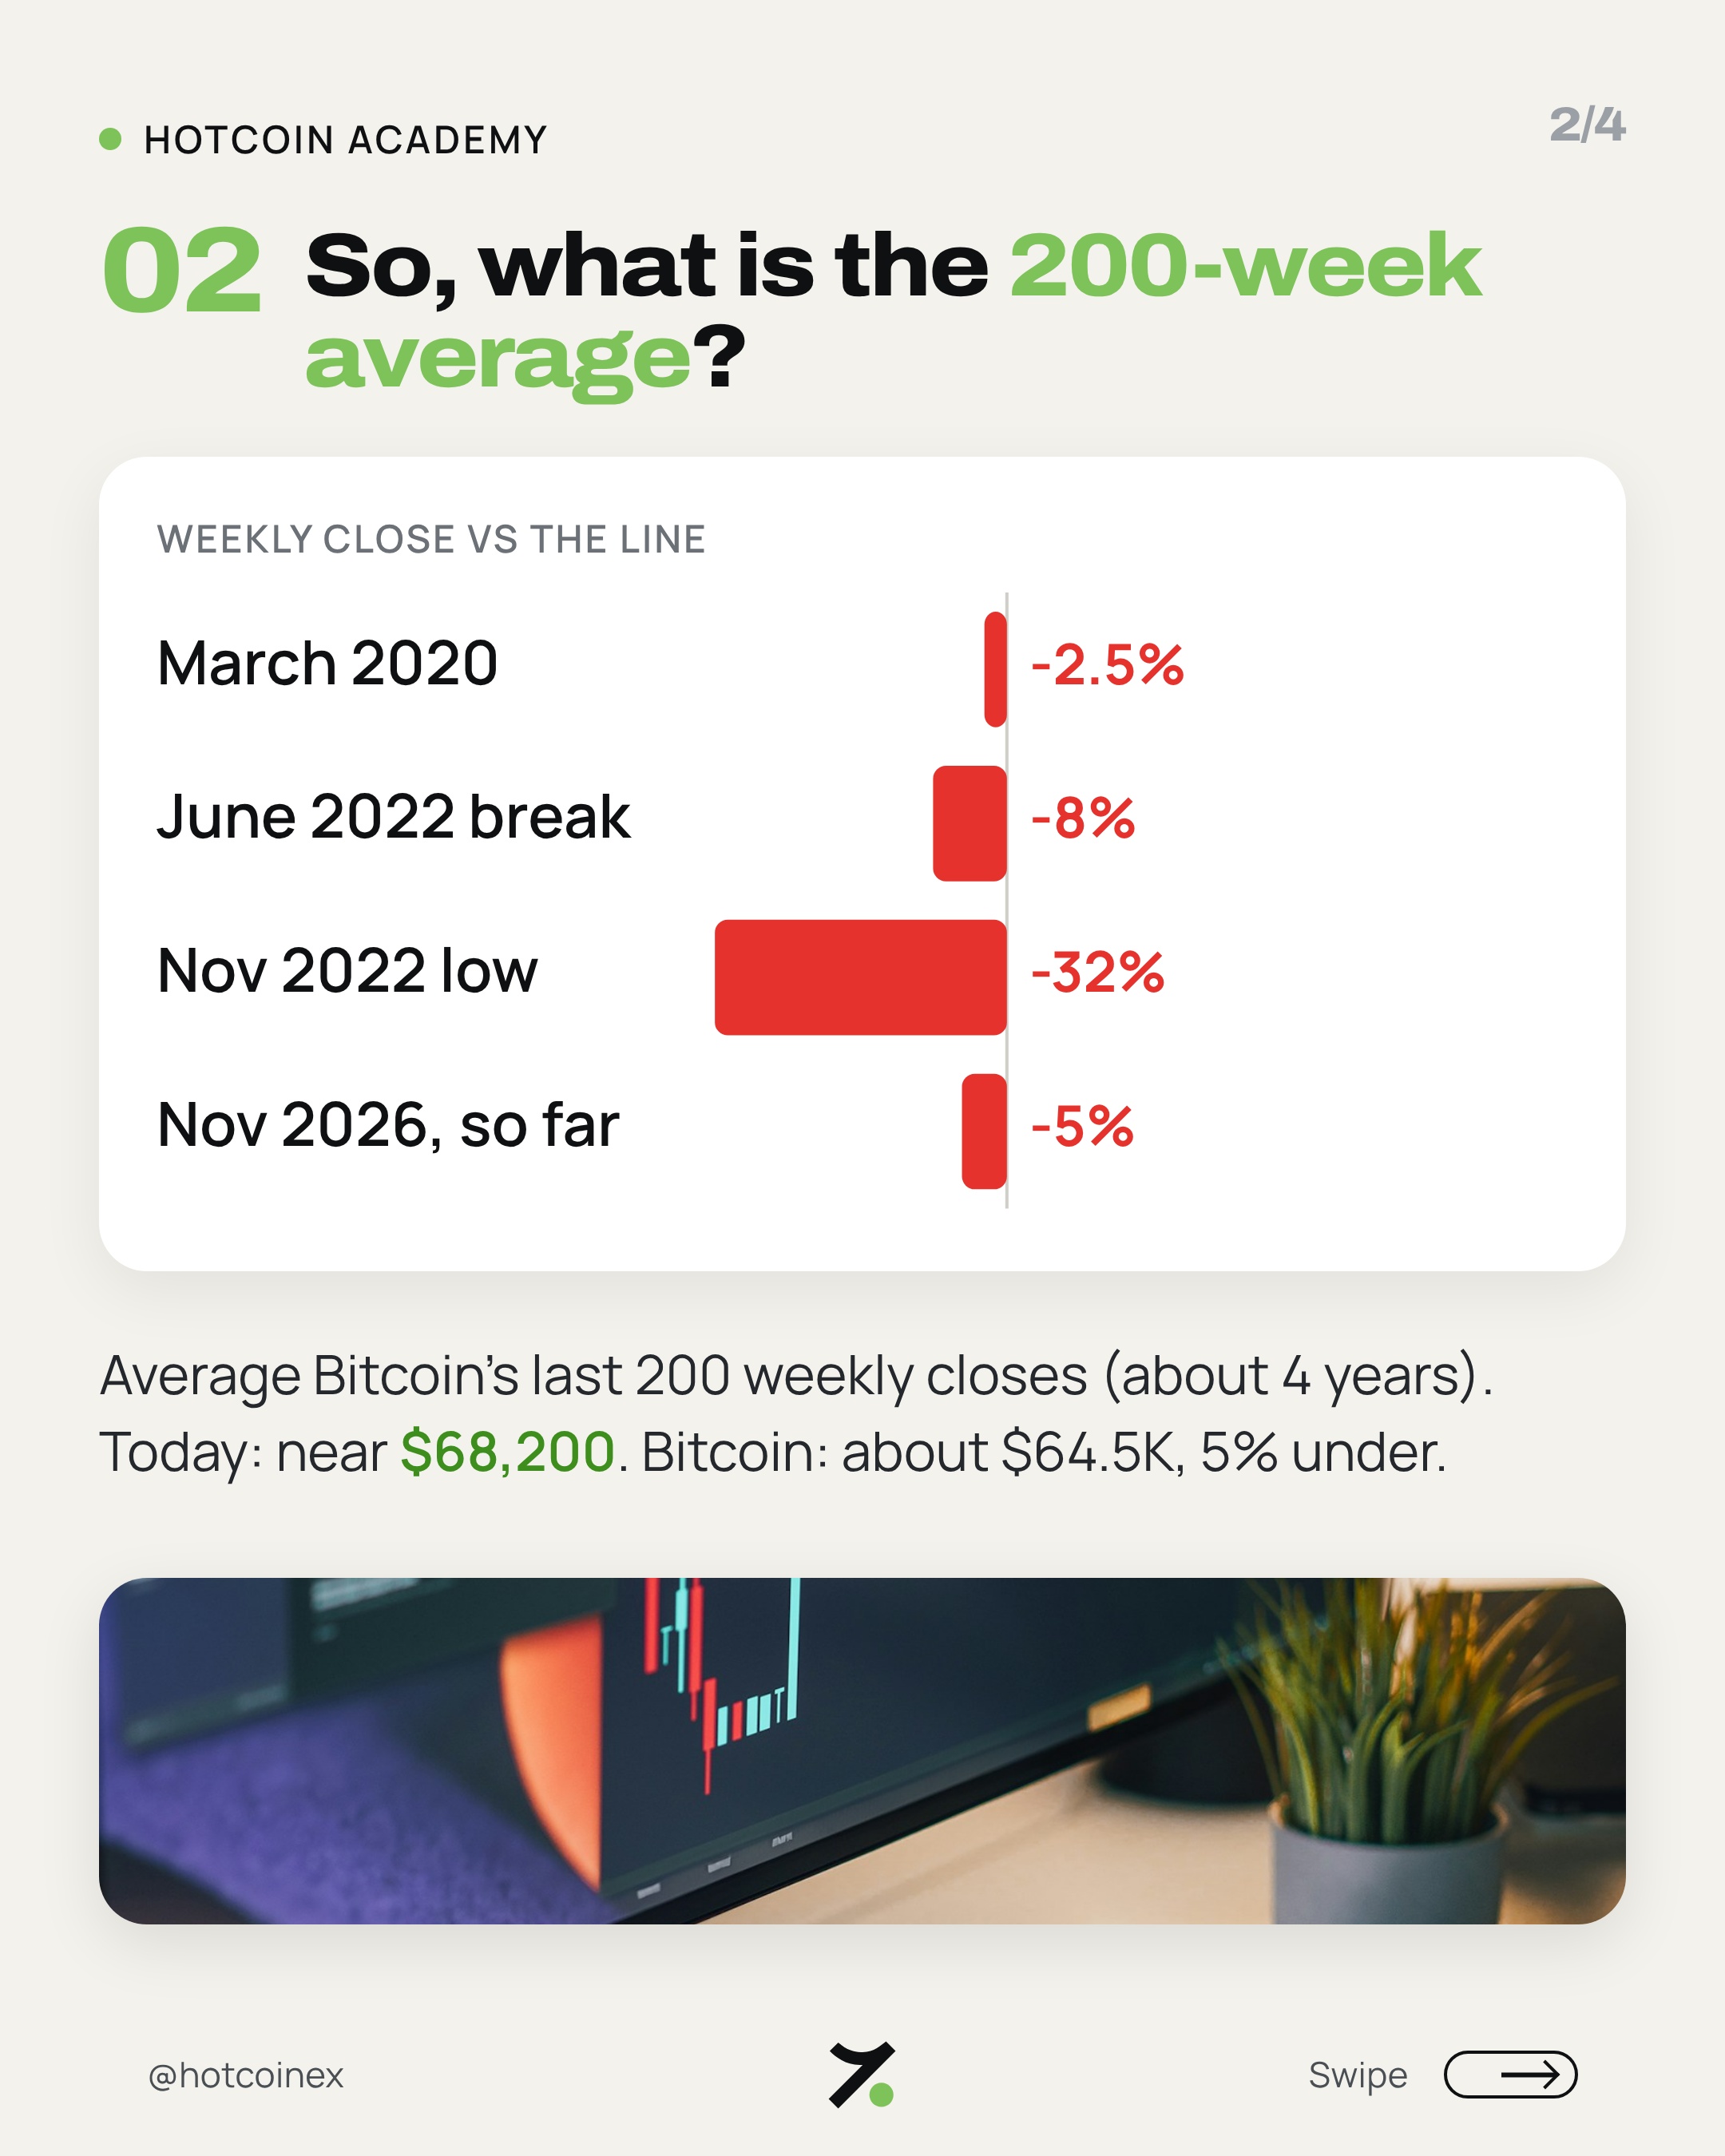 HOTCOIN ACADEMY
2/4
02
So, what is the 200-week
average?
WEEKLY CLOSE VS THE LINE
March 2020
-2.5%
June 2022 break
-8%
Nov 2022 low
-32%
Nov 2026, so far
-5%
Average Bitcoin’s last 200 weekly closes (about 4 years).
Today: near $68,200. Bitcoin: about $64.5K, 5% under.
@hotcoinex
Swipe